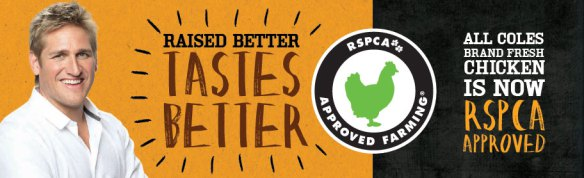 RAISED BETTER
TASTES
BETTER
RSPCA
APPROVED FARMING®
ALL COLES
BRAND FRESH
CHICKEN
IS NOW
RSPCA
APPROVED